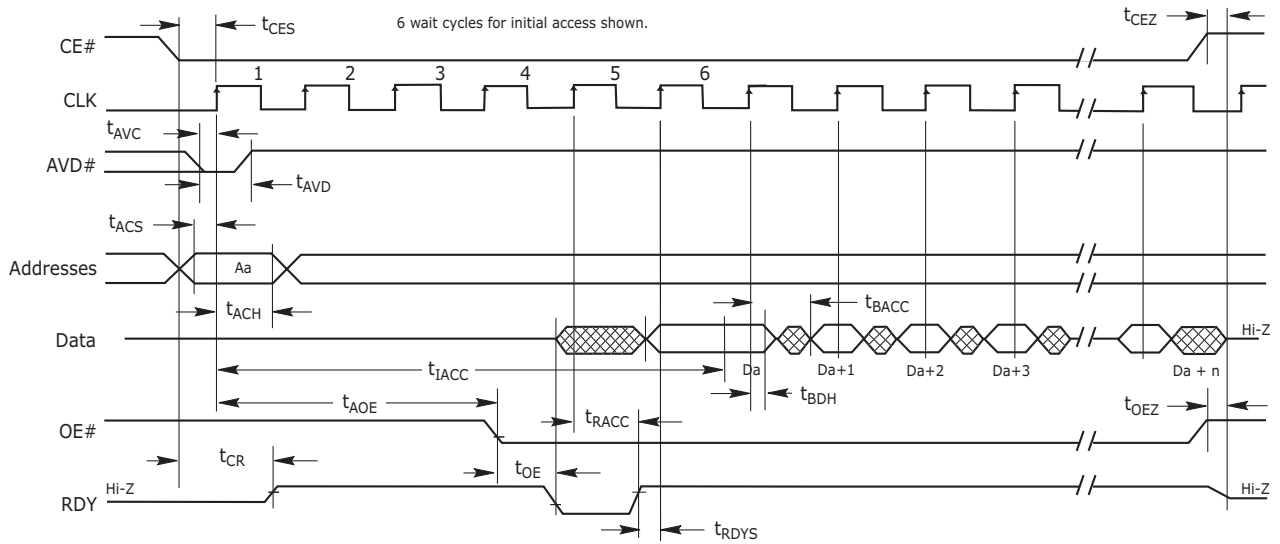 6 wait cycles for initial access shown.
tCES
tCEZ
CE#
1 2 3 4 5 6
CLK
tAVC
AVD#
tAVD
tACS
Addresses
Aa
tACH
tBACC
Data
Hi-Z
tIACC
Da Da+1 Da+2 Da+3 Da + n
tBDH
tAOE
tRACC
tOEZ
OE#
tCR
tOE
Hi-Z
RDY
Hi-Z
tRDYS